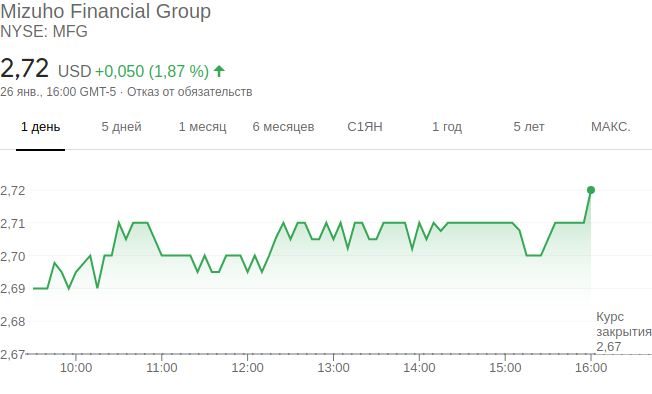 Mizuho Financial Group
NYSE: MFG
2,72 USD +0,050 (1,87 %)
26 янв., 16:00 GMT-5 · Отказ от обязательств
1 день 5 дней 1 месяц 6 месяцев С1ЯН 1 год 5 лет МАКС.
2,72
2,71
2,70
2,69
2,68
2,67
Курс
закрытия
2,67
10:00 11:00 12:00 13:00 14:00 15:00 16:00